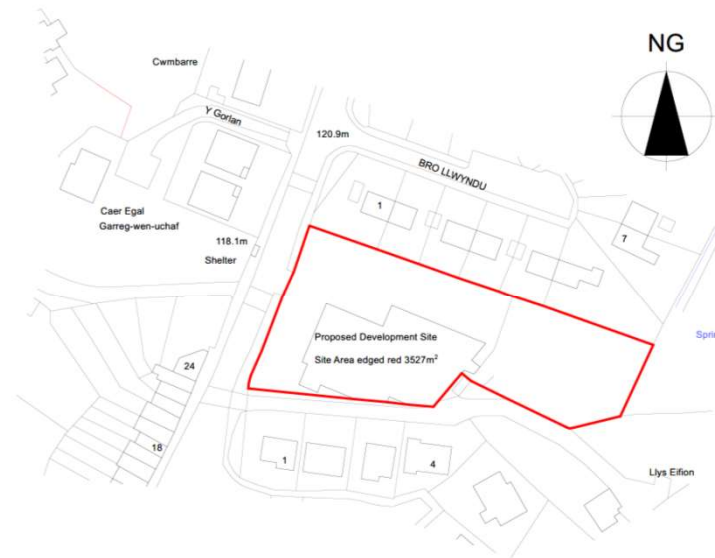 NG
Cwmbarre
Y Gorlan
120.9m
BRO LLWYNDU
1
Caer Egal
Garreg-wen-uchaf
7
118.1m
Shelter
Proposed Development Site
Site Area edged red 3527m²
24
18
1
4
Llys Eifion